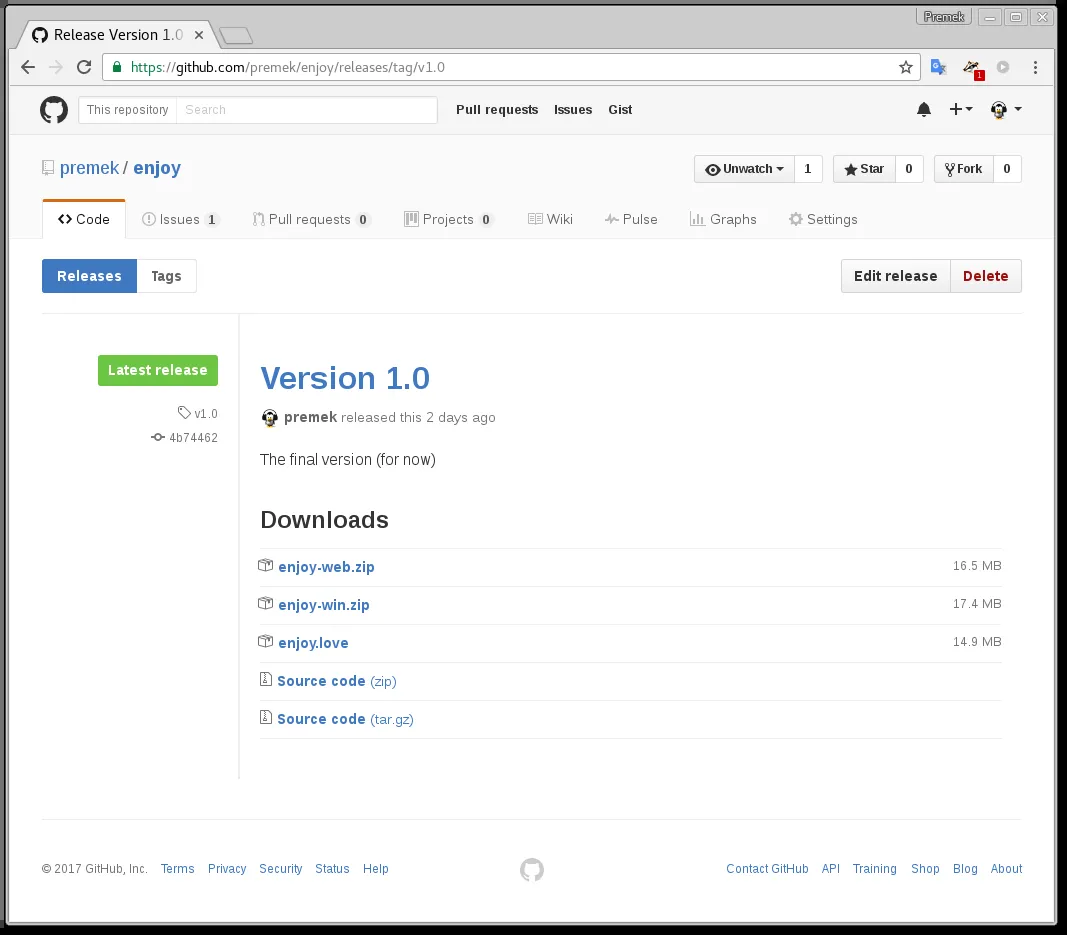 Premek
Release Version 1.0
https://github.com/premek/enjoy/releases/tag/v1.0
1
This repository Search Pull requests Issues Gist
premek / enjoy Unwatch 1 Star 0 Fork 0
Code Issues 1 Pull requests 0 Projects 0 Wiki Pulse Graphs Settings
Releases Tags Edit release Delete
Latest release
v1.0
4b74462
Version 1.0
premek released this 2 days ago
The final version (for now)
Downloads
enjoy-web.zip 16.5 MB
enjoy-win.zip 17.4 MB
enjoy.love 14.9 MB
Source code (zip)
Source code (tar.gz)
© 2017 GitHub, Inc. Terms Privacy Security Status Help Contact GitHub API Training Shop Blog About